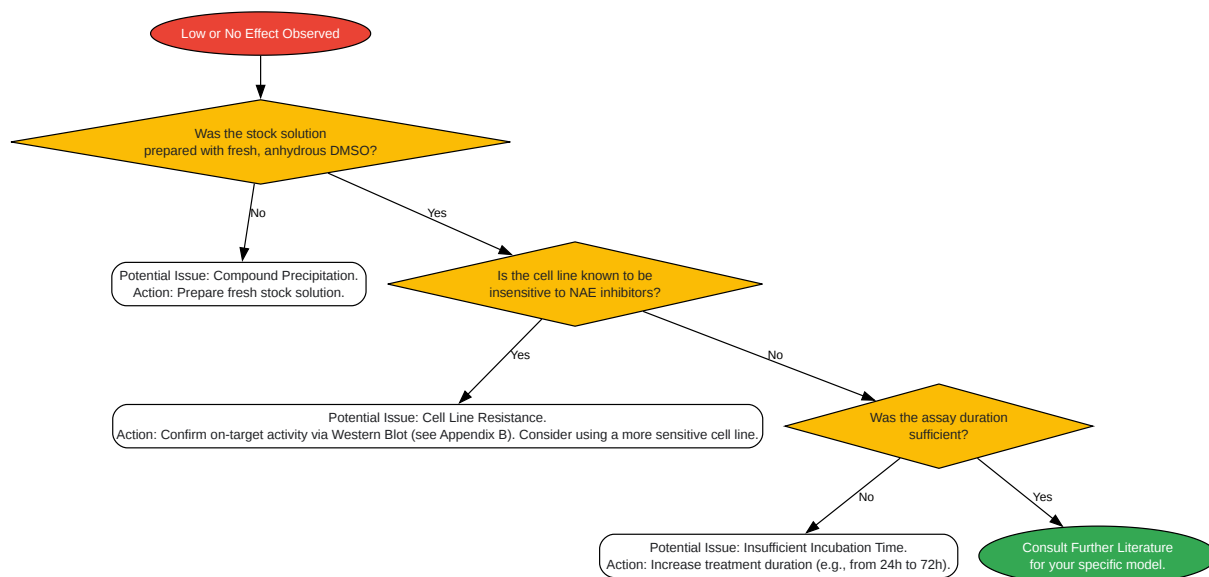 Low or No Effect Observed
Was the stock solution
prepared with fresh, anhydrous DMSO?
No
Yes
Potential Issue: Compound Precipitation.
Action: Prepare fresh stock solution.
Is the cell line known to be
insensitive to NAE inhibitors?
Yes
No
Potential Issue: Cell Line Resistance.
Action: Confirm on-target activity via Western Blot (see Appendix B). Consider using a more sensitive cell line.
Was the assay duration
sufficient?
No
Yes
Potential Issue: Insufficient Incubation Time.
Action: Increase treatment duration (e.g., from 24h to 72h).
Consult Further Literature
for your specific model.